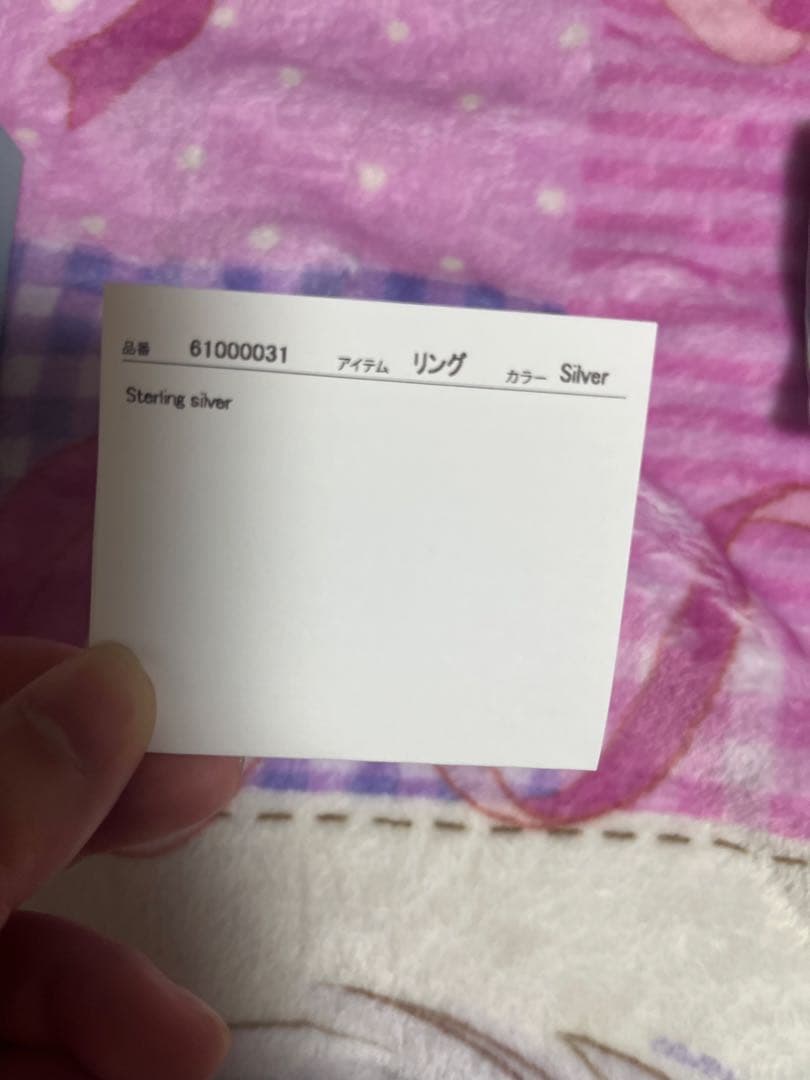 品番 61000031 アイテム リング カラー Silver
Sterling silver